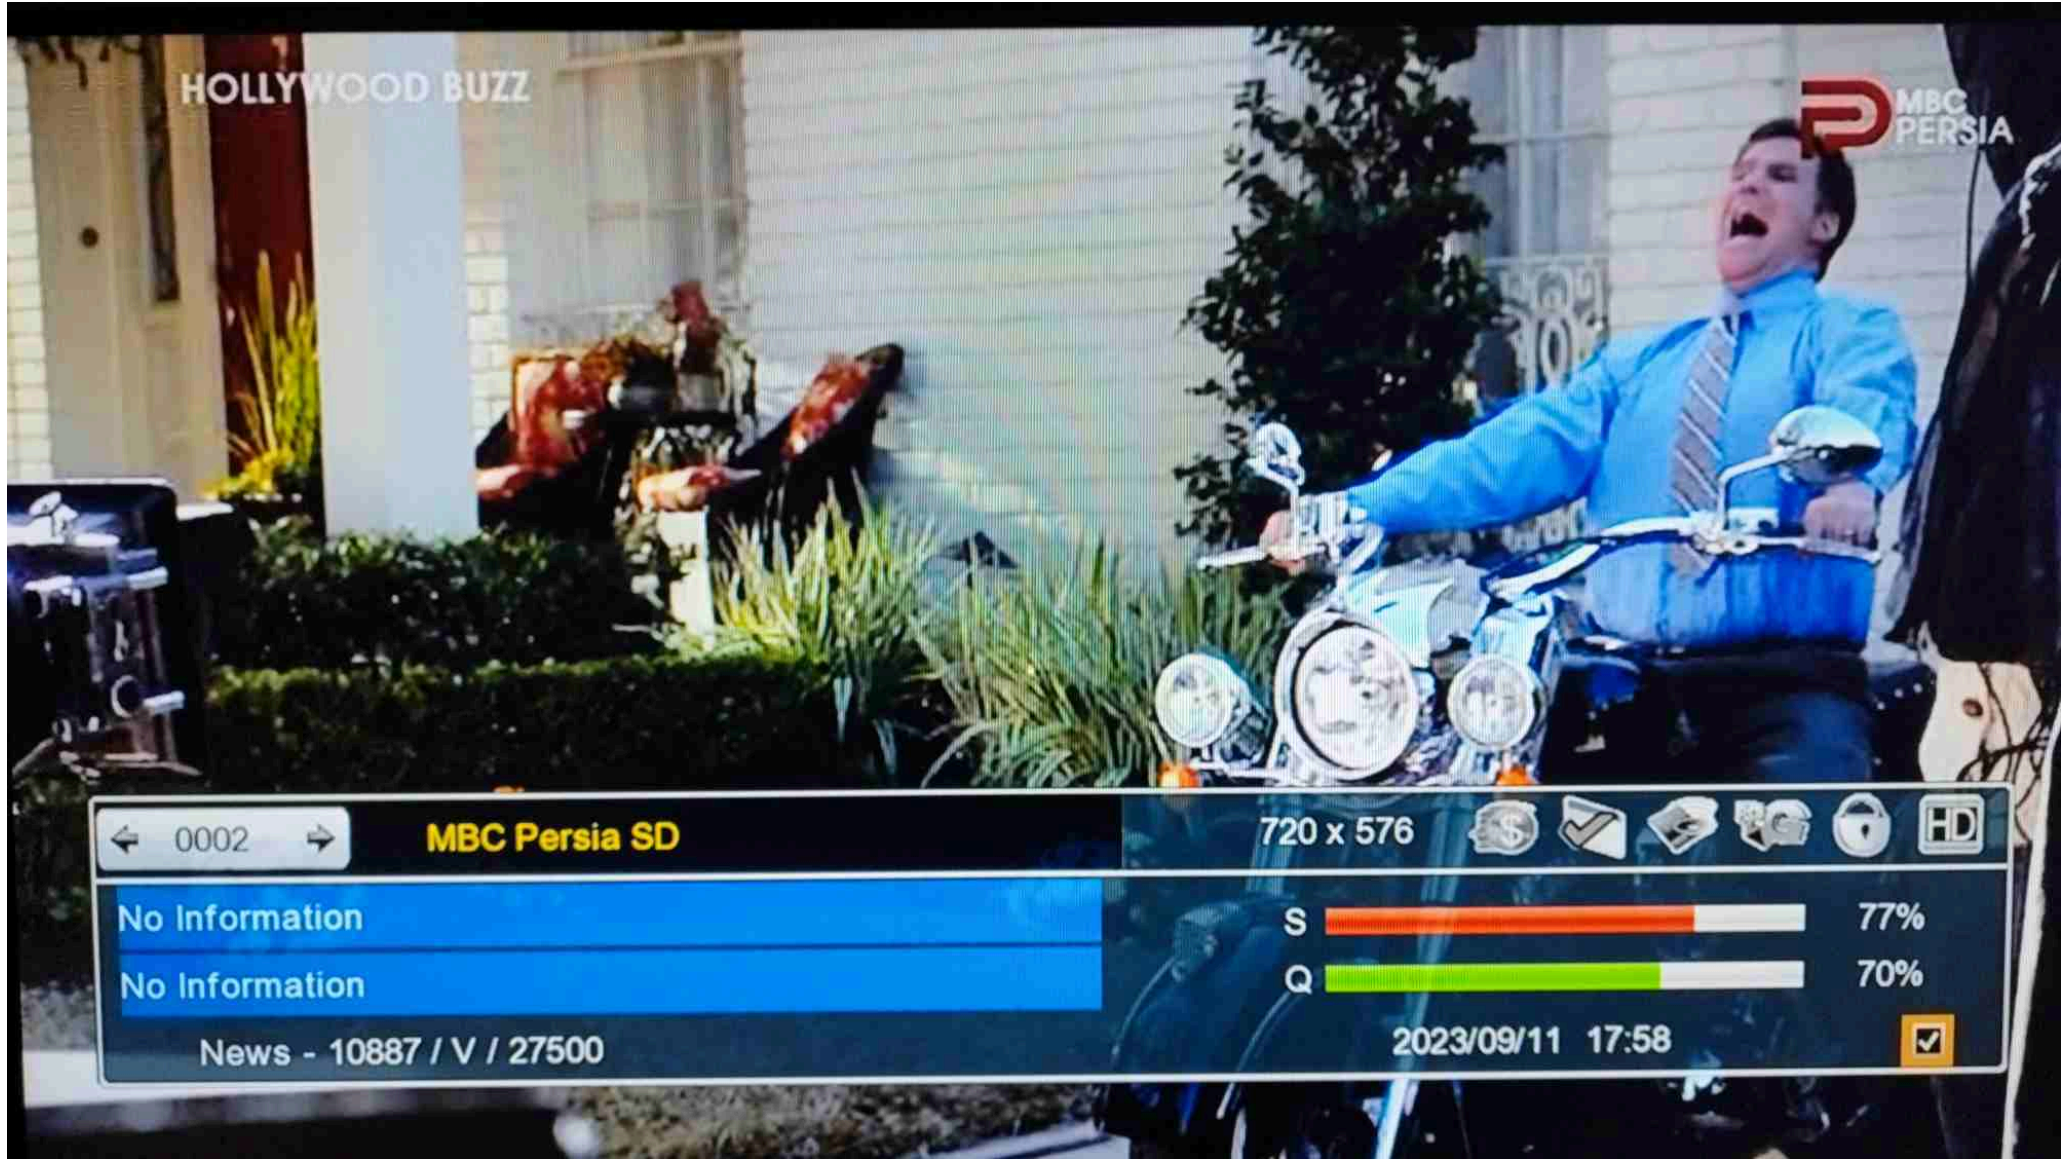 HOLLYWOOD BUZZ
MBC
PERSIA
0002
MBC Persia SD
720 x 576
HD
No Information
S
77%
No Information
Q
70%
News - 10887 / V / 27500
2023/09/11 17:58